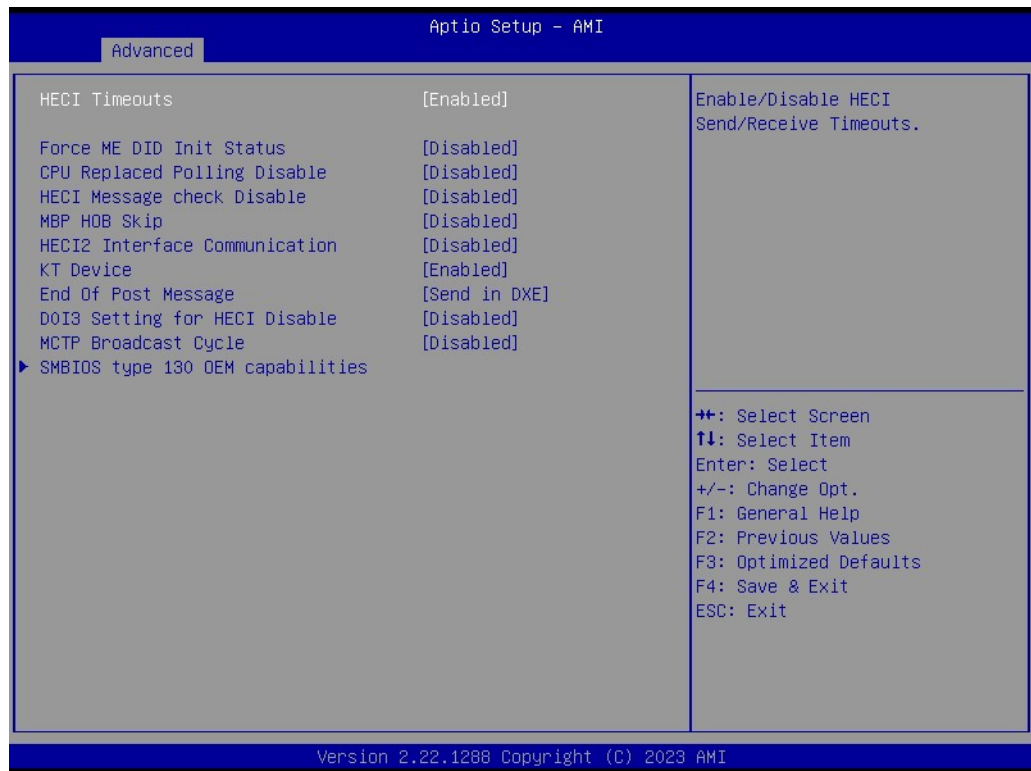 Aptio Setup – AMI
Advanced
HECI Timeouts [Enabled]
Force ME DID Init Status [Disabled]
CPU Replaced Polling Disable [Disabled]
HECI Message check Disable [Disabled]
MBP HOB Skip [Disabled]
HECI2 Interface Communication [Disabled]
KT Device [Enabled]
End Of Post Message [Send in DXE]
DOI3 Setting for HECI Disable [Disabled]
MCTP Broadcast Cycle [Disabled]
▶ SMBIOS type 130 OEM capabilities
Enable/Disable HECI
Send/Receive Timeouts.
→←: Select Screen
↑↓: Select Item
Enter: Select
+/-: Change Opt.
F1: General Help
F2: Previous Values
F3: Optimized Defaults
F4: Save & Exit
ESC: Exit
Version 2.22.1288 Copyright (C) 2023 AMI